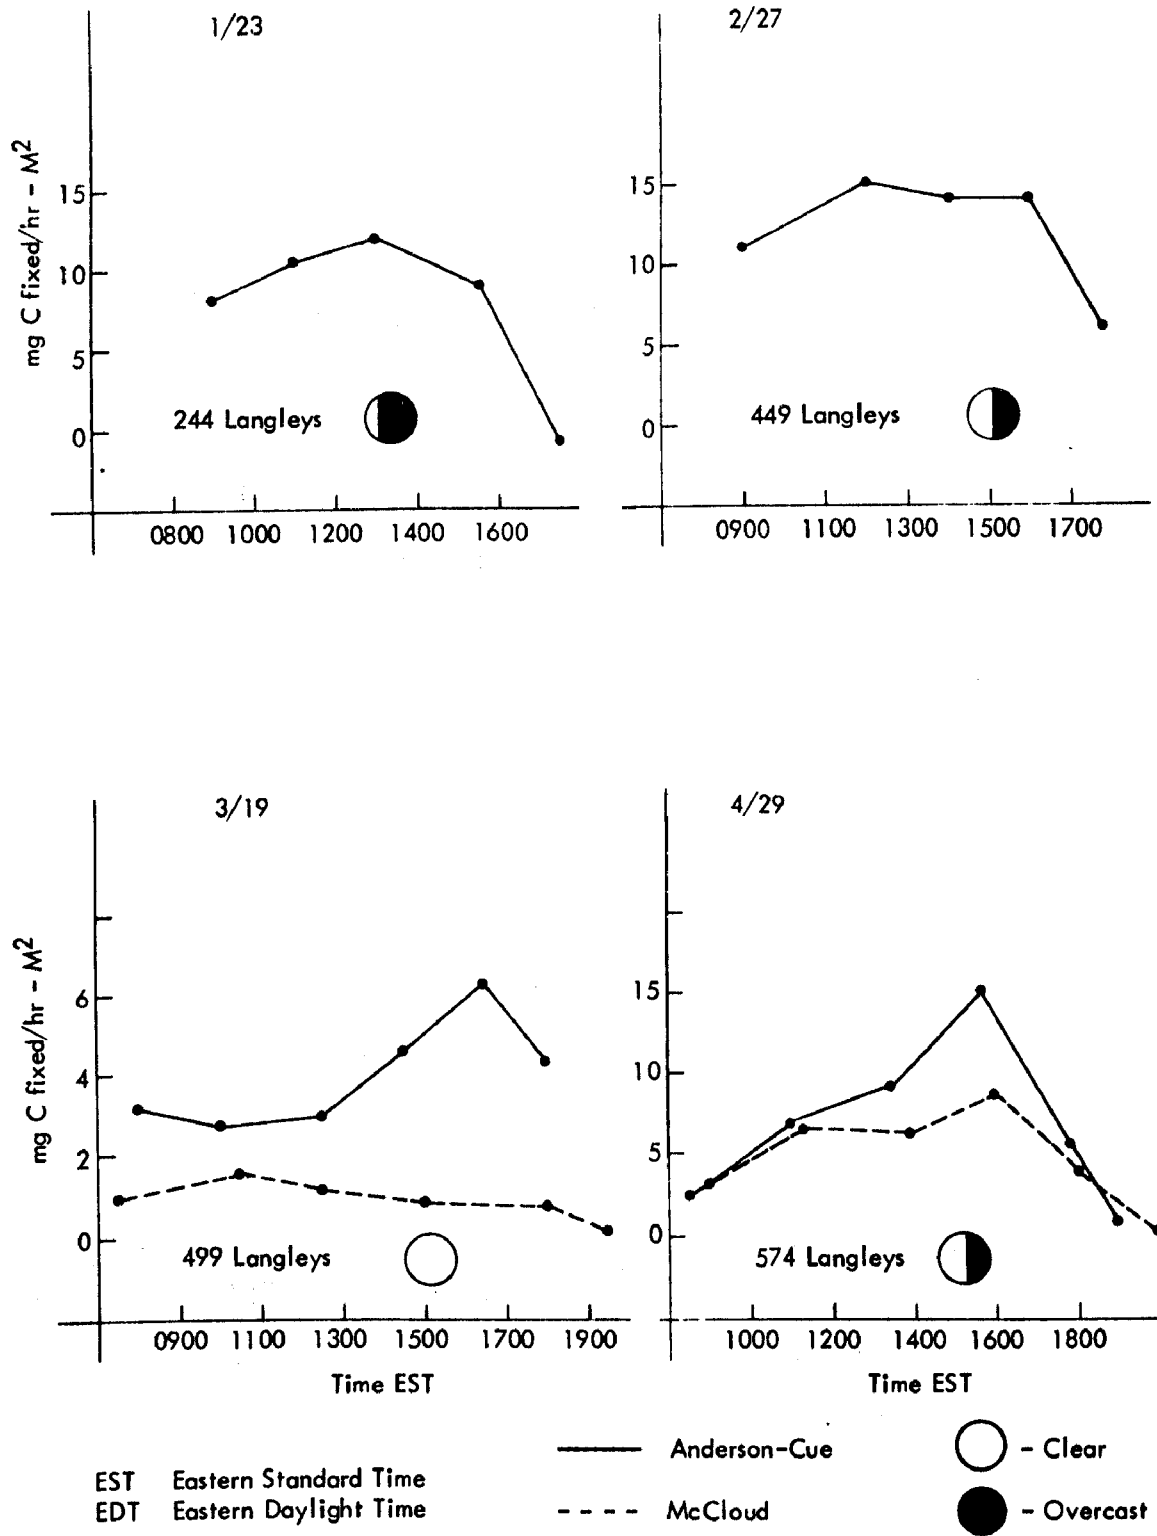 1/23
mg C fixed/hr - M²
15
10
5
0
244 Langleys
0800 1000 1200 1400 1600
2/27
15
10
5
0
449 Langleys
0900 1100 1300 1500 1700
3/19
mg C fixed/hr - M²
6
4
2
0
499 Langleys
0900 1100 1300 1500 1700 1900
Time EST
4/29
15
10
5
0
574 Langleys
1000 1200 1400 1600 1800
Time EST
EST Eastern Standard Time
EDT Eastern Daylight Time
Anderson-Cue
McCloud
- Clear
- Overcast